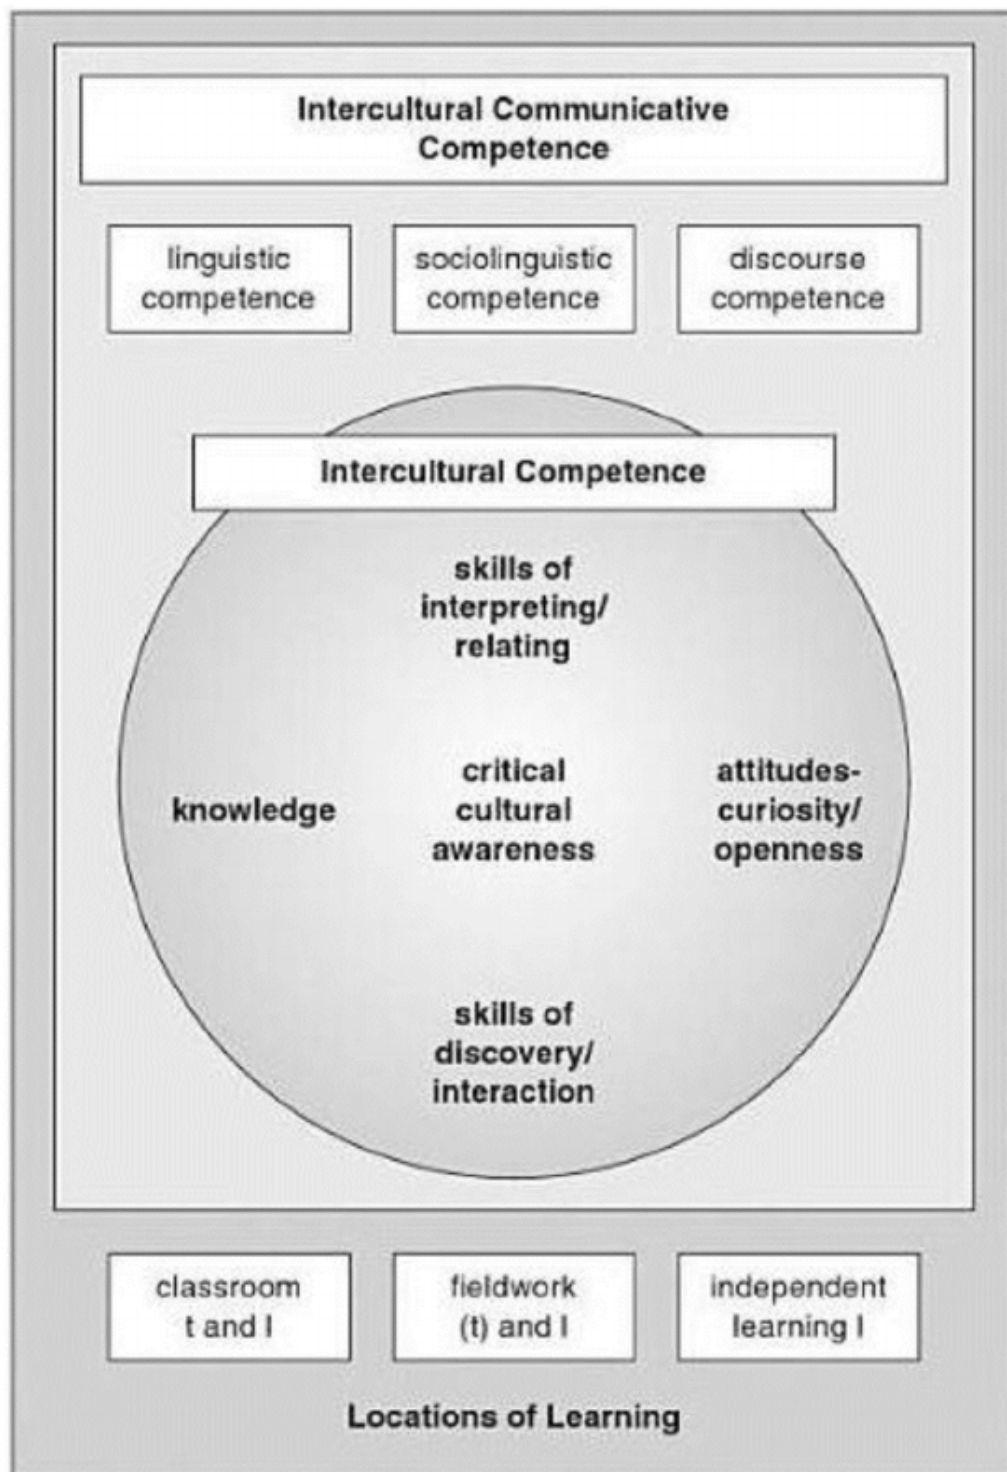 Intercultural Communicative
Competence
linguistic
competence
sociolinguistic
competence
discourse
competence
Intercultural Competence
skills of
interpreting/
relating
knowledge
critical
cultural
awareness
attitudes-
curiosity/
openness
skills of
discovery/
interaction
classroom
t and l
fieldwork
(t) and l
independent
learning l
Locations of Learning